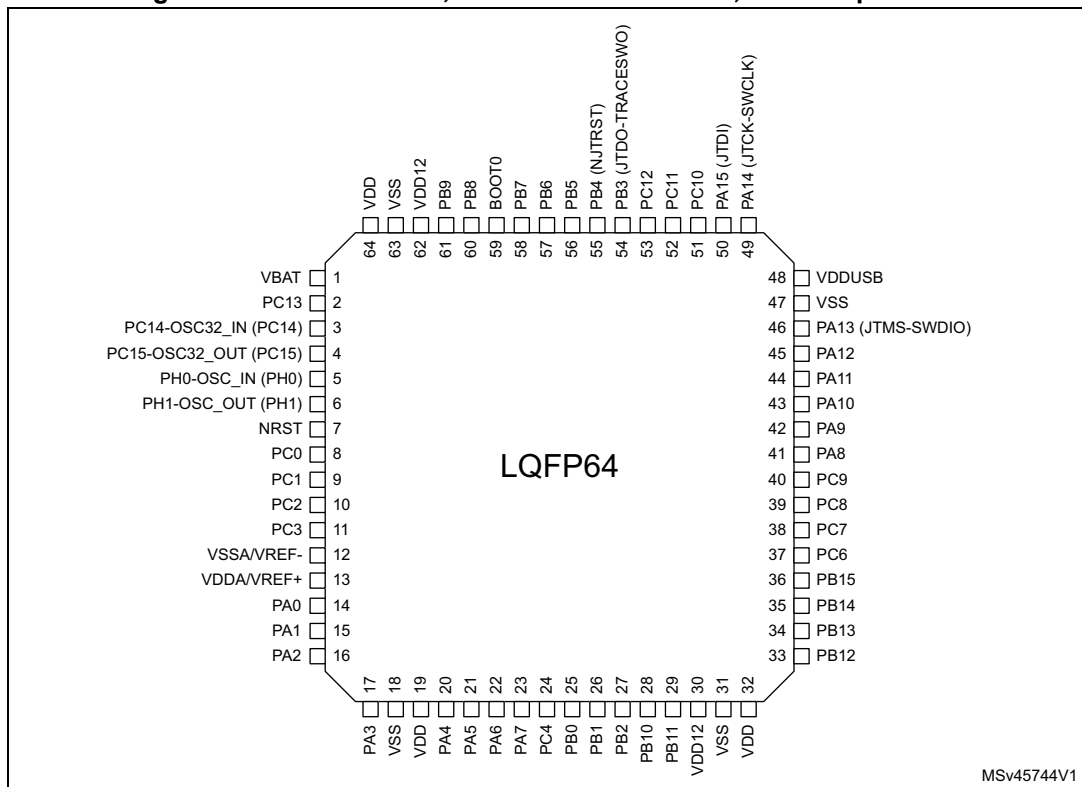 VDD
VSS
VDD12
PB9
PB8
BOOT0
PB7
PB6
PB5
PB4 (NJTRST)
PB3 (JTDO-TRACESWO)
PC12
PC11
PC10
PA15 (JTDI)
PA14 (JTCK-SWCLK)
64 63 62 61 60 59 58 57 56 55 54 53 52 51 50 49
VBAT 1
PC13 2
PC14-OSC32_IN (PC14) 3
PC15-OSC32_OUT (PC15) 4
PH0-OSC_IN (PH0) 5
PH1-OSC_OUT (PH1) 6
NRST 7
PC0 8
PC1 9
PC2 10
PC3 11
VSSA/VREF- 12
VDDA/VREF+ 13
PA0 14
PA1 15
PA2 16
LQFP64
48 VDDUSB
47 VSS
46 PA13 (JTMS-SWDIO)
45 PA12
44 PA11
43 PA10
42 PA9
41 PA8
40 PC9
39 PC8
38 PC7
37 PC6
36 PB15
35 PB14
34 PB13
33 PB12
17 18 19 20 21 22 23 24 25 26 27 28 29 30 31 32
PA3
VSS
VDD
PA4
PA5
PA6
PA7
PC4
PB0
PB1
PB2
PB10
PB11
VDD12
VSS
VDD
MSv45744V1